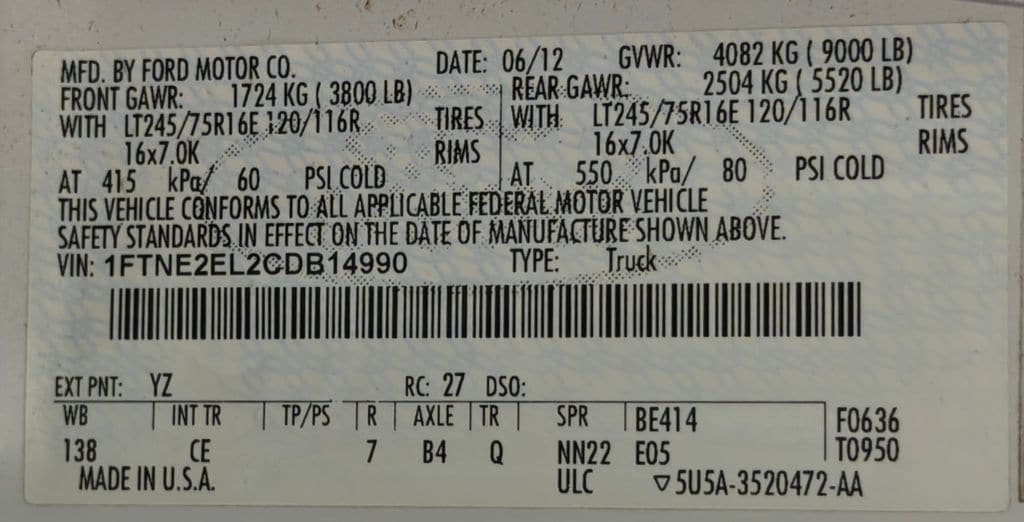 MFD. BY FORD MOTOR CO. DATE: 06/12 GVWR: 4082 KG ( 9000 LB)
FRONT GAWR: 1724 KG ( 3800 LB) REAR GAWR: 2504 KG ( 5520 LB)
WITH LT245/75R16E 120/116R TIRES WITH LT245/75R16E 120/116R TIRES
16x7.0K RIMS 16x7.0K RIMS
AT 415 kPa/ 60 PSI COLD AT 550 kPa/ 80 PSI COLD
THIS VEHICLE CONFORMS TO ALL APPLICABLE FEDERAL MOTOR VEHICLE
SAFETY STANDARDS IN EFFECT ON THE DATE OF MANUFACTURE SHOWN ABOVE.
VIN: 1FTNE2EL2CDB14990 TYPE: Truck
EXT PNT: YZ RC: 27 DSO:
WB | INT TR | TP/PS | R | AXLE | TR | SPR | BE414 F0636
138 CE 7 B4 Q NN22 E05 T0950
MADE IN U.S.A. ULC ▽ 5U5A-3520472-AA